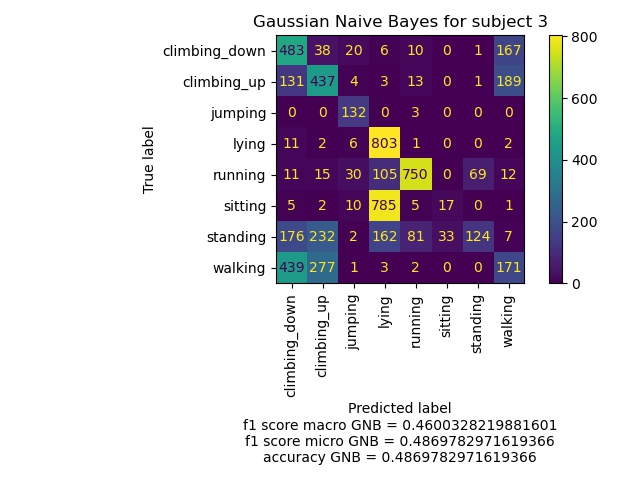 Gaussian Naive Bayes for subject 3
climbing_down 483 38 20 6 10 0 1 167
climbing_up 131 437 4 3 13 0 1 189
jumping 0 0 132 0 3 0 0 0
lying 11 2 6 803 1 0 0 2
running 11 15 30 105 750 0 69 12
sitting 5 2 10 785 5 17 0 1
standing 176 232 2 162 81 33 124 7
walking 439 277 1 3 2 0 0 171
True label
climbing_down climbing_up jumping lying running sitting standing walking
Predicted label
800
600
400
200
0
f1 score macro GNB = 0.4600328219881601
f1 score micro GNB = 0.4869782971619366
accuracy GNB = 0.4869782971619366